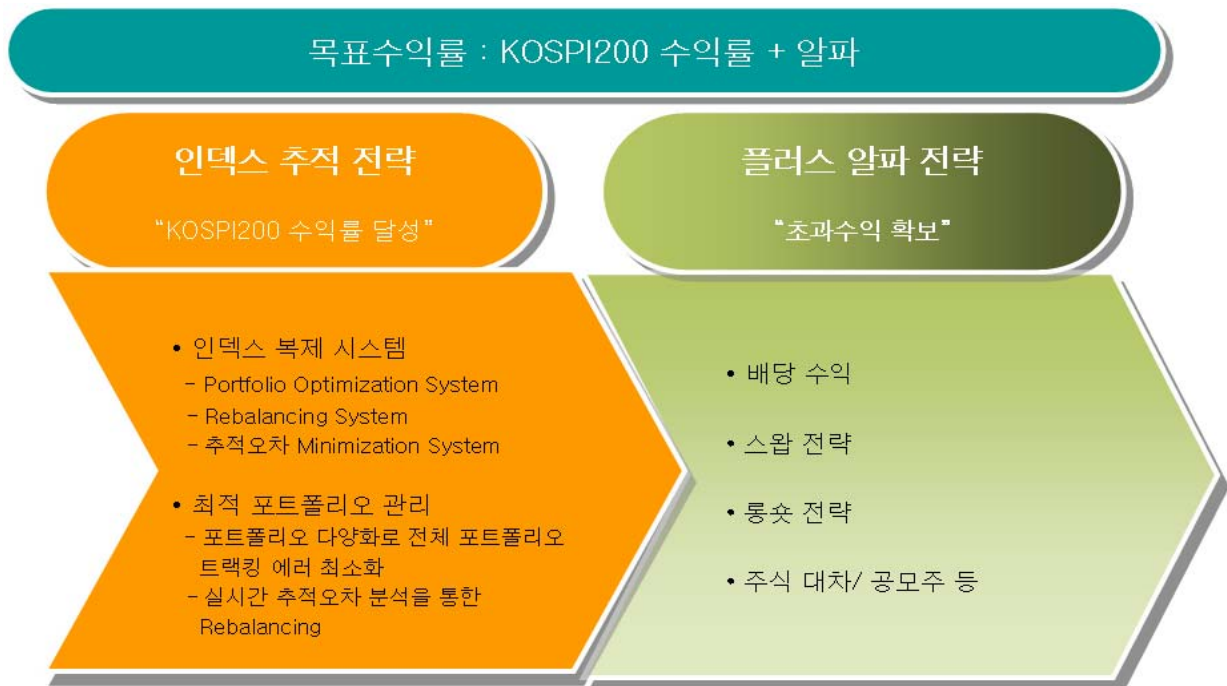 목표수익률 : KOSPI200 수익률 + 알파
인덱스 추적 전략
“KOSPI200 수익률 달성”
• 인덱스 복제 시스템
- Portfolio Optimization System
- Rebalancing System
- 추적오차 Minimization System
• 최적 포트폴리오 관리
- 포트폴리오 다양화로 전체 포트폴리오
트랙킹 에러 최소화
- 실시간 추적오차 분석을 통한
Rebalancing
플러스 알파 전략
“초과수익 확보”
• 배당 수익
• 스왑 전략
• 롱숏 전략
• 주식 대차/ 공모주 등